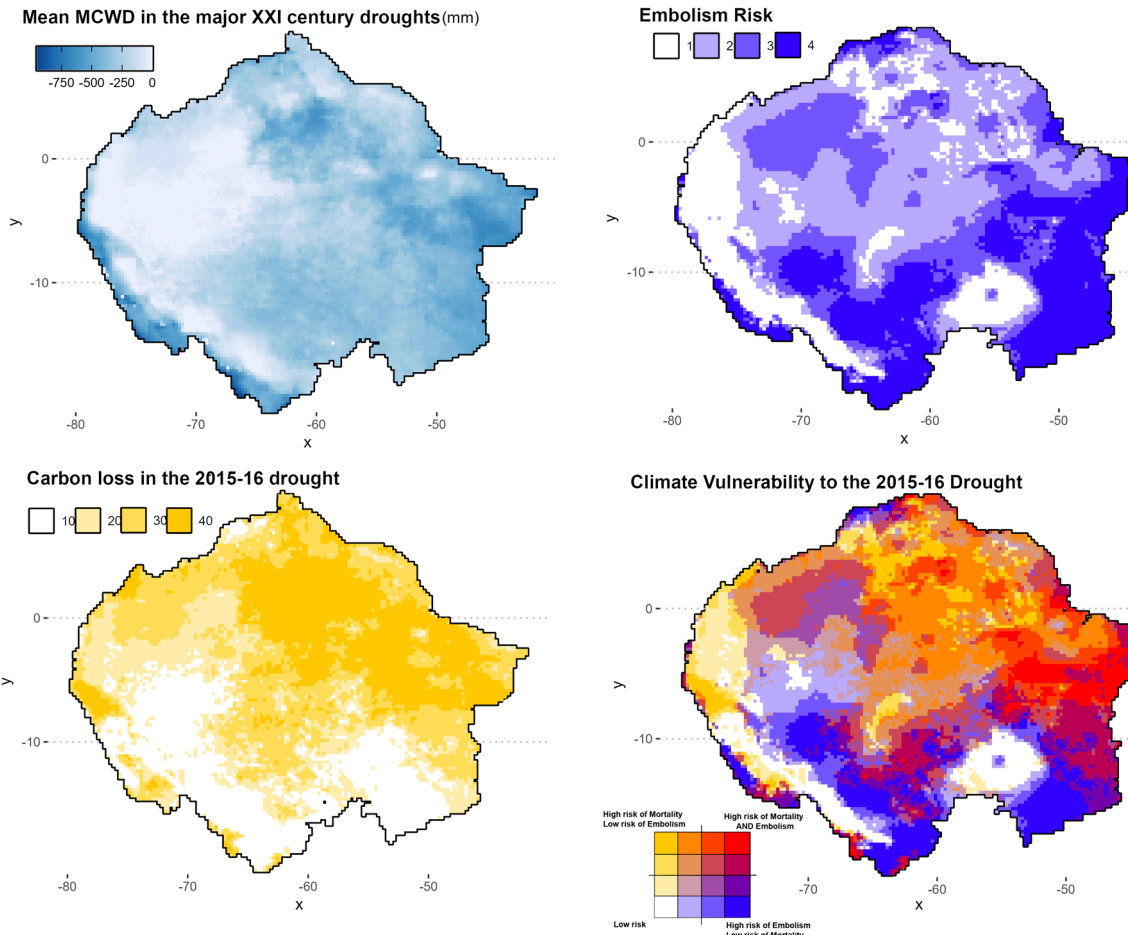 Mean MCWD in the major XXI century droughts(mm)
-750 -500 -250 0
0
-10
y
-80 -70 -60 -50
x
Embolism Risk
1 2 3 4
0
-10
y
-80 -70 -60 -50
x
Carbon loss in the 2015-16 drought
10 20 30 40
0
-10
y
-80 -70 -60 -50
x
Climate Vulnerability to the 2015-16 Drought
0
-10
y
High risk of Mortality
Low risk of Embolism
High risk of Mortality
AND Embolism
Low risk
High risk of Embolism
Low risk of Mortality
-70 -60 -50
x